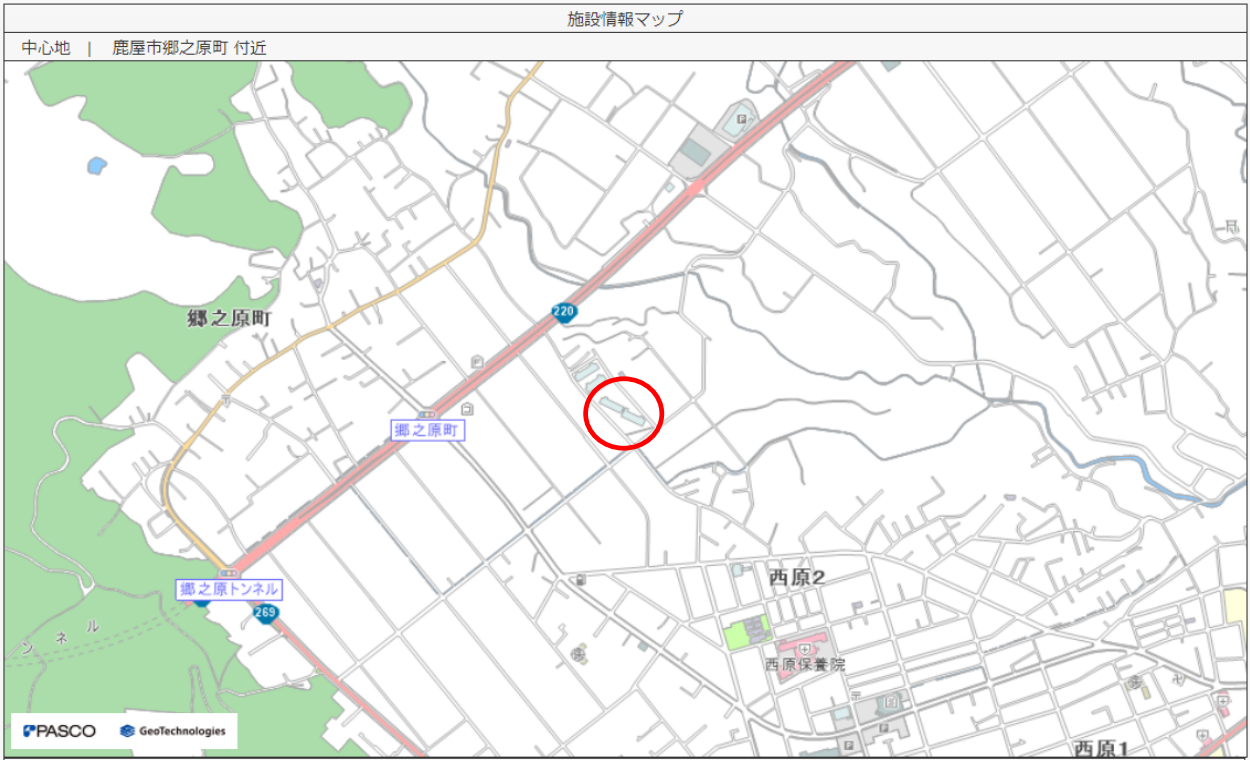 施設情報マップ
中心地 | 鹿屋市郷之原町 付近
P
郷之原町
220
郷之原町
郷之原トンネル
269
ンネル
西原2
西原保養院
P
P
西原1
PASCO
GeoTechnologies